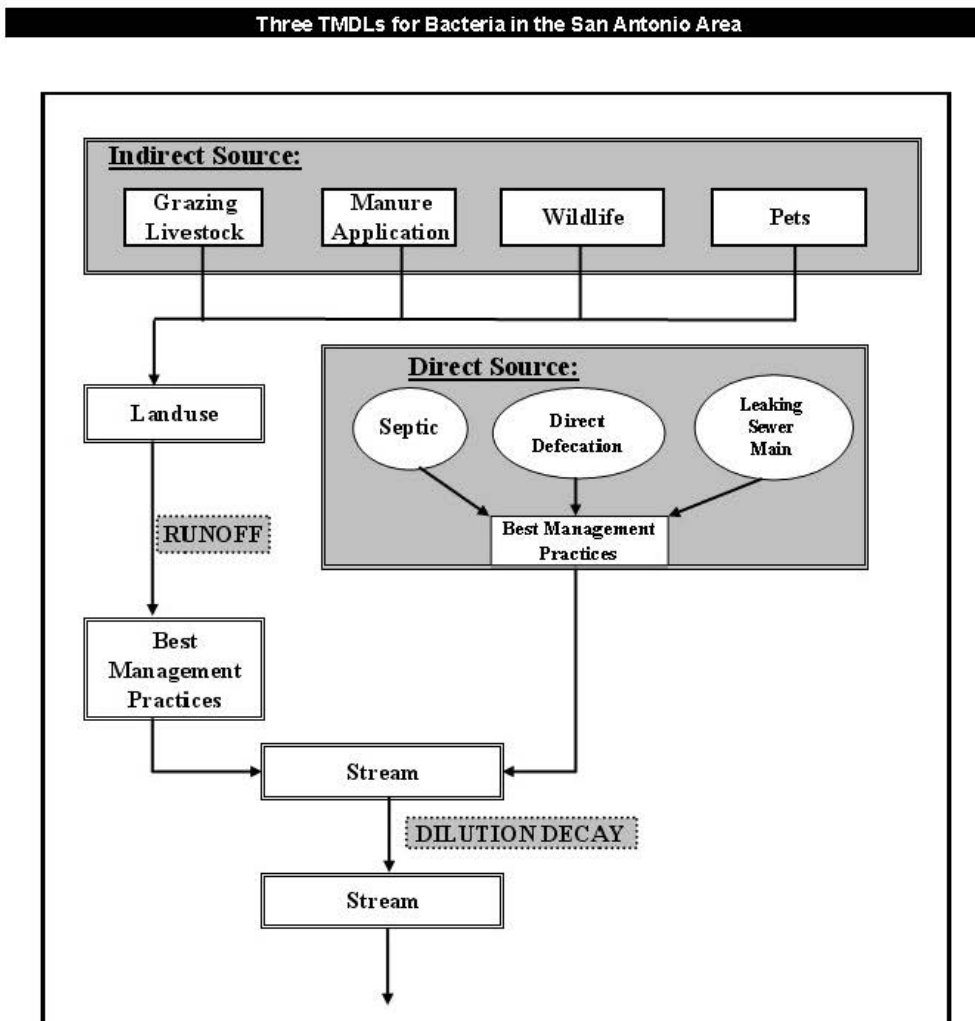 Three TMDLs for Bacteria in the San Antonio Area
Indirect Source:
Grazing
Livestock
Manure
Application
Wildlife
Pets
Direct Source:
Septic
Direct
Defecation
Leaking
Sewer
Main
Best Management
Practices
Landuse
RUNOFF
Best
Management
Practices
Stream
DILUTION DECAY
Stream